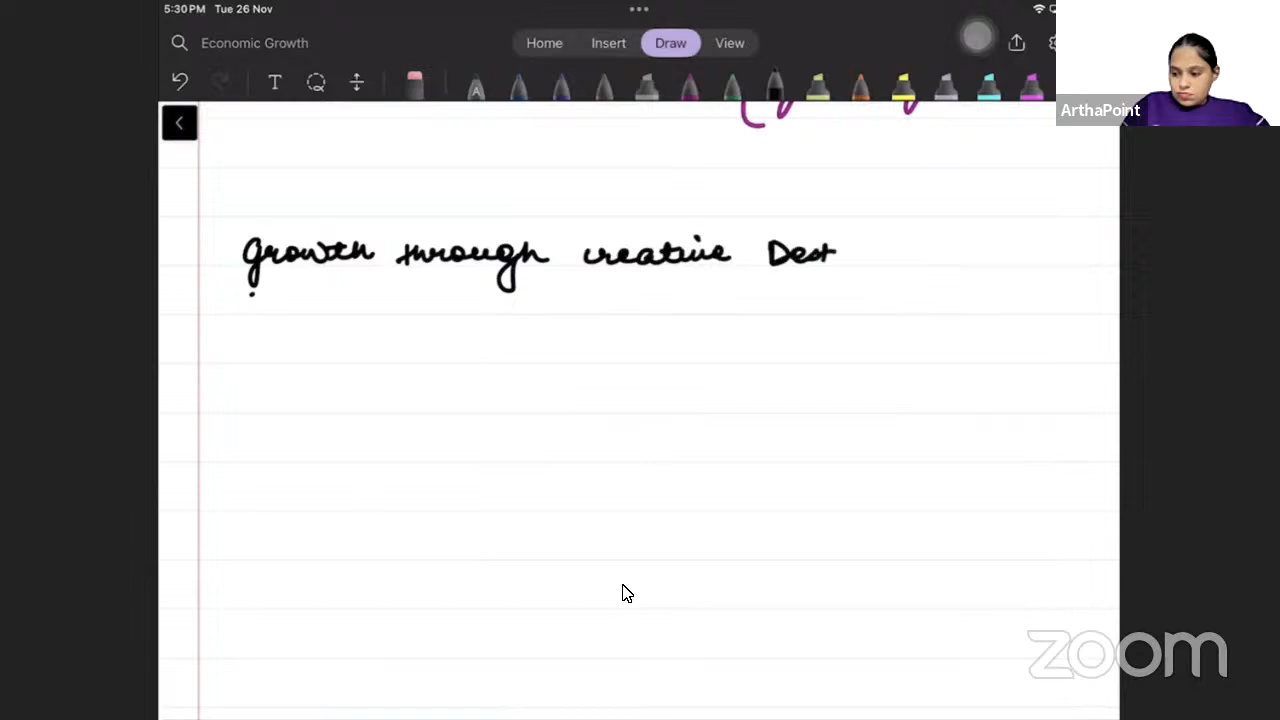 5:30 PM Tue 26 Nov
Economic Growth
Home Insert Draw View
T
A
ArthaPoint
Growth through creative Dest
zoom